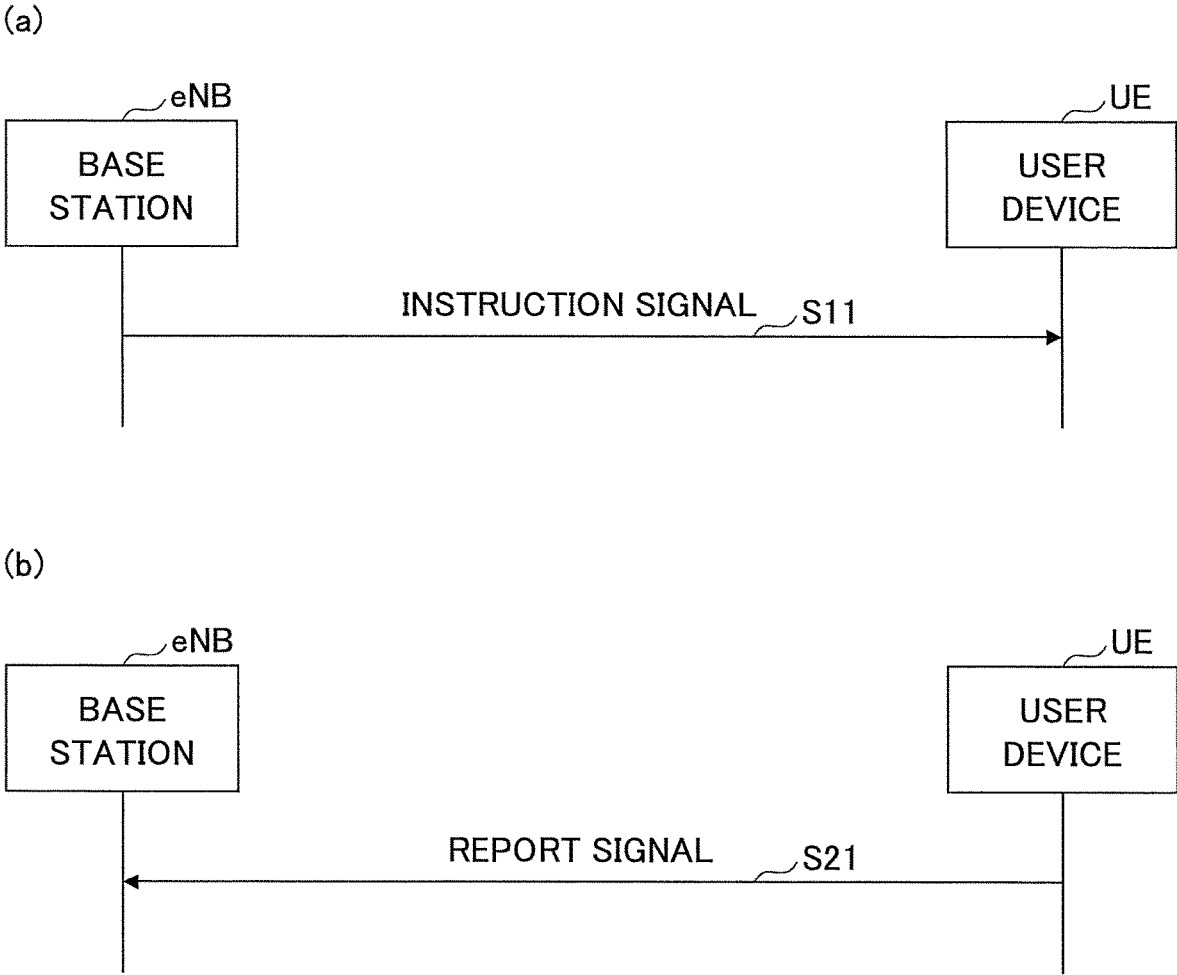 (a)
eNB
UE
BASE
STATION
USER
DEVICE
INSTRUCTION SIGNAL
S11
(b)
eNB
UE
BASE
STATION
USER
DEVICE
REPORT SIGNAL
S21